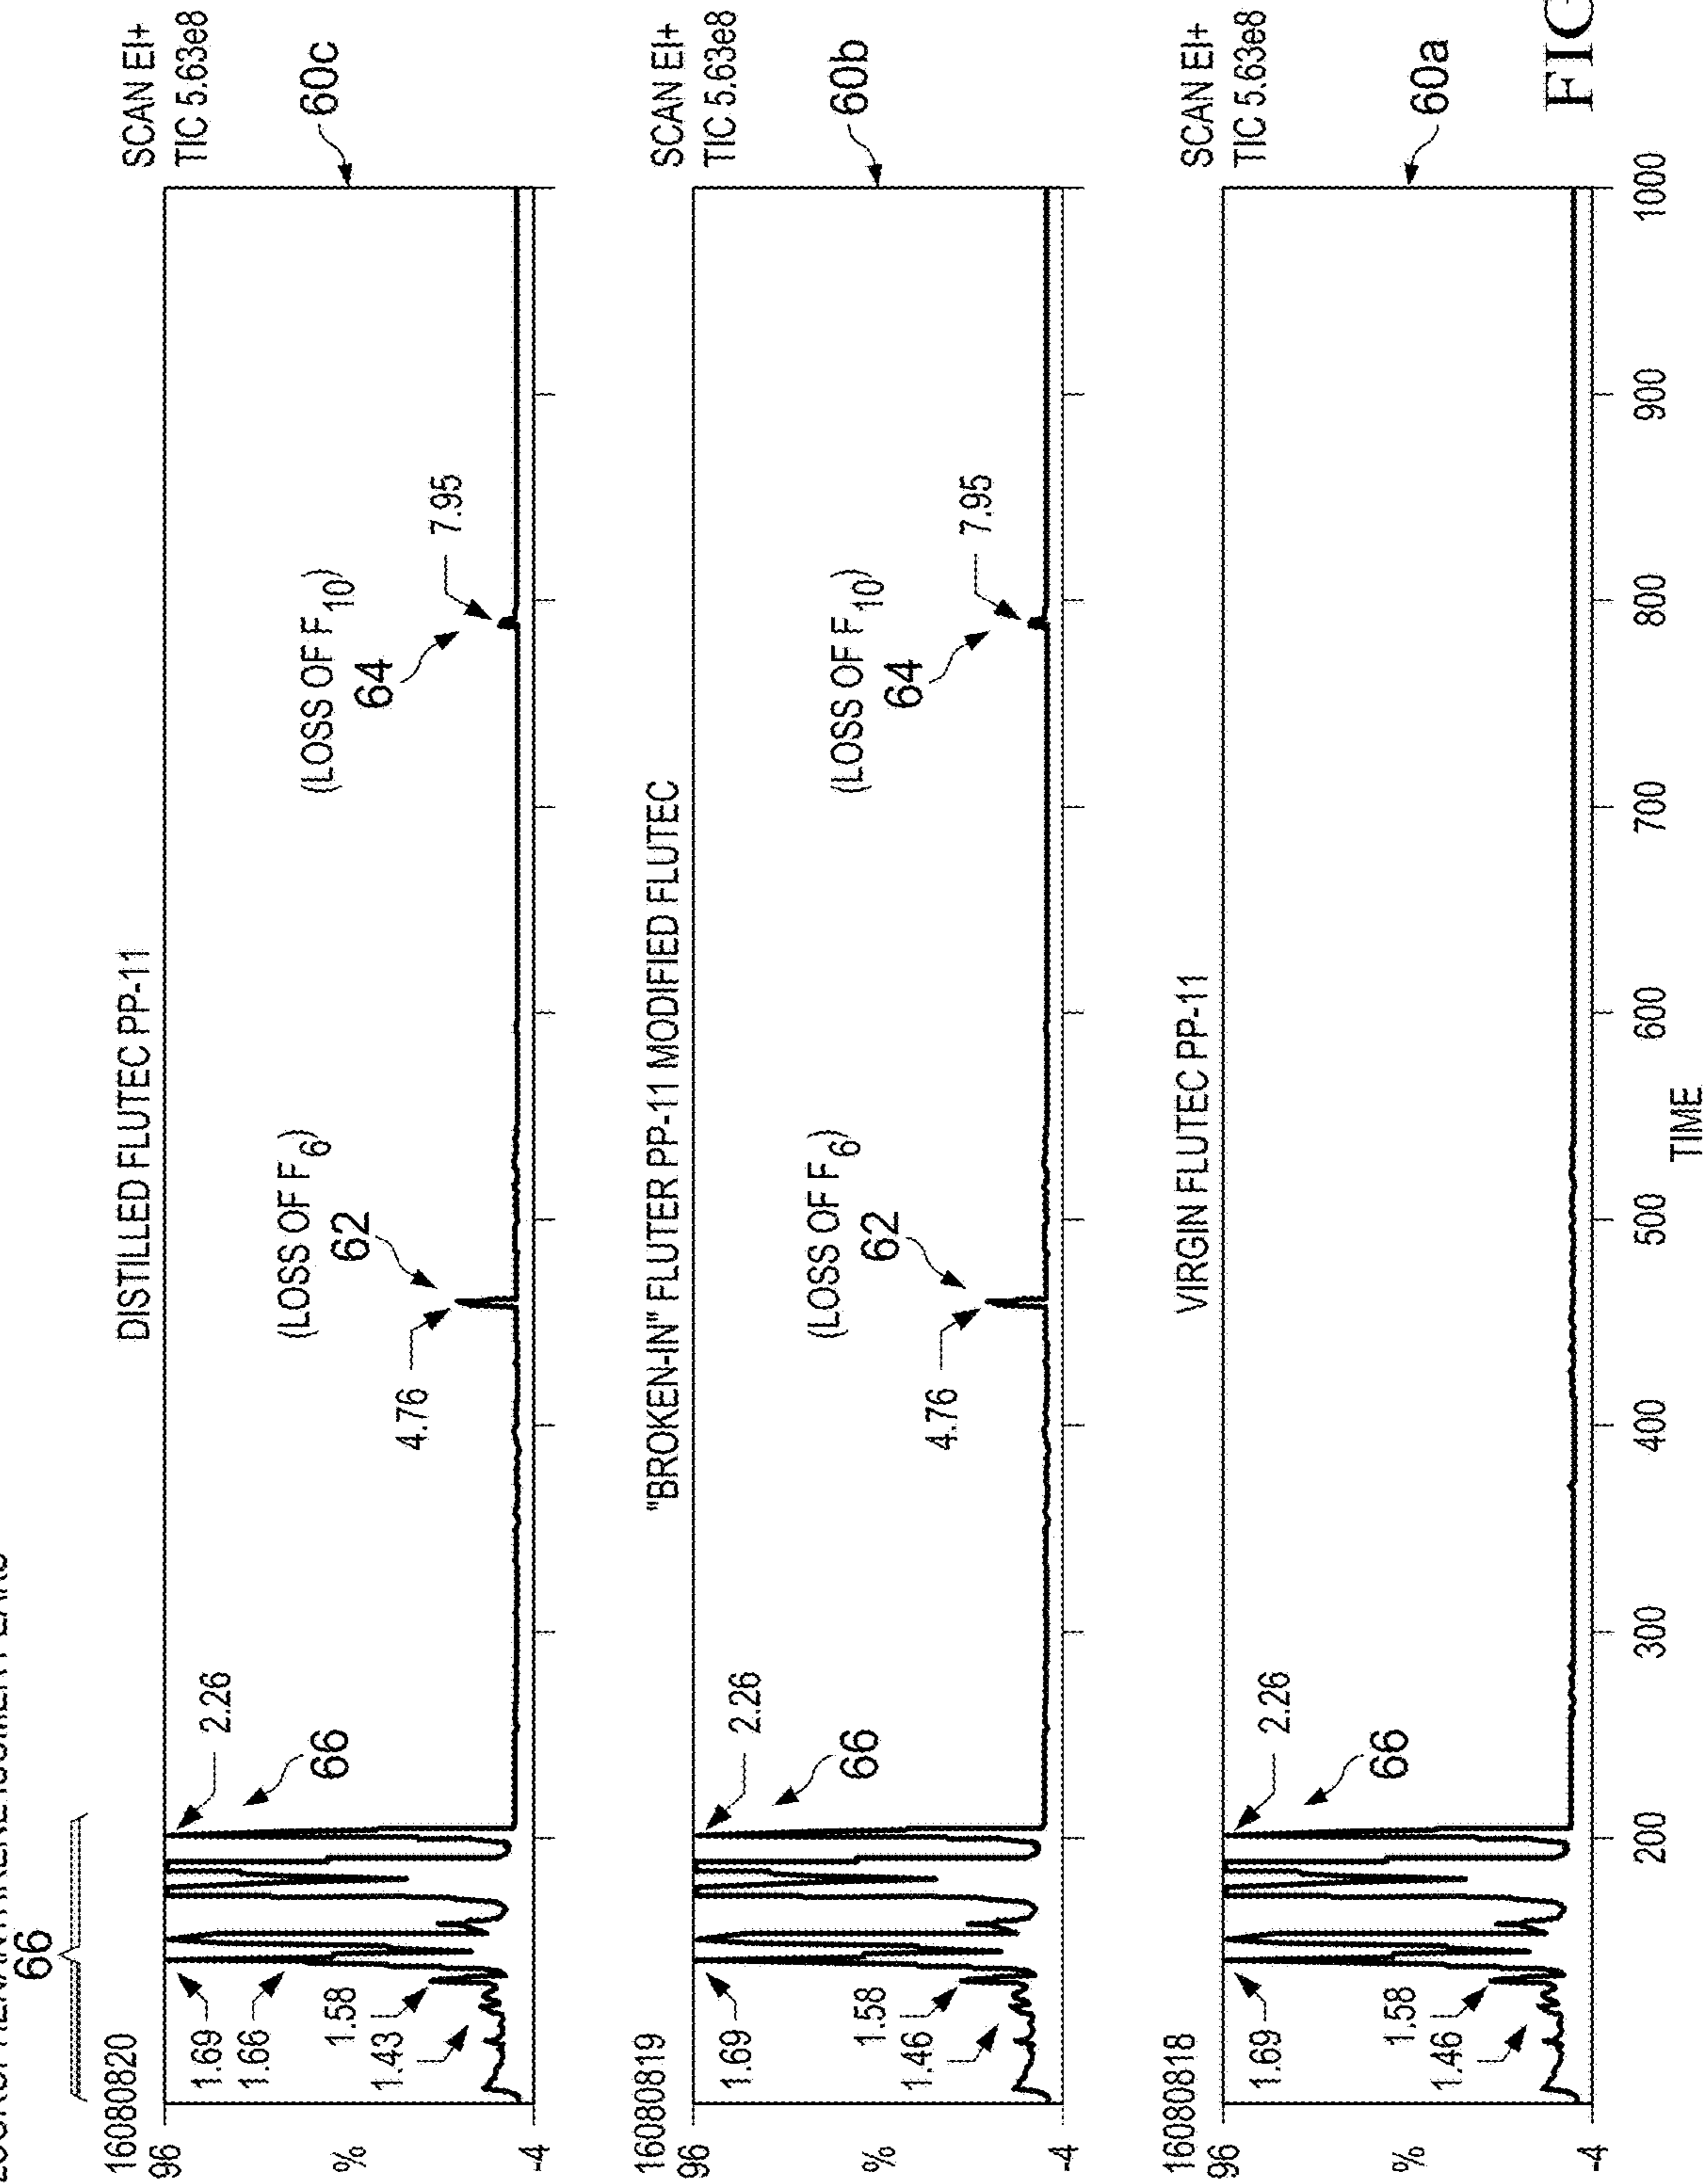 66
DISTILLED FLUTEC PP-11
16080820
SCAN EI+
TIC 5.63e8
60c
96
%
-4
1.69
1.66
1.58
1.43
2.26
66
(LOSS OF F6)
62
4.76
(LOSS OF F10)
64
7.95
"BROKEN-IN" FLUTER PP-11 MODIFIED FLUTEC
16080819
SCAN EI+
TIC 5.63e8
60b
96
%
-4
1.69
1.58
1.46
2.26
66
(LOSS OF F6)
62
4.76
(LOSS OF F10)
64
7.95
VIRGIN FLUTEC PP-11
16080818
SCAN EI+
TIC 5.63e8
60a
96
%
-4
1.69
1.58
1.46
2.26
66
200 300 400 500 600 700 800 900 1000
TIME